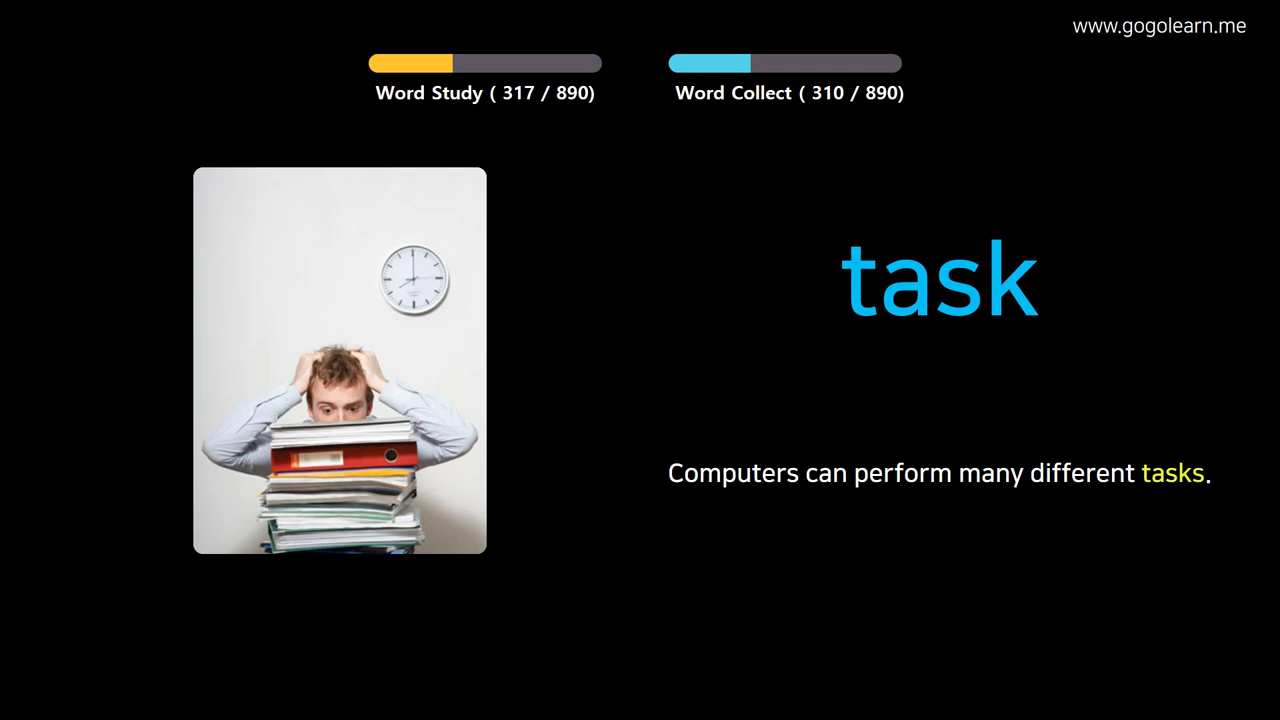 www.gogolearn.me
Word Study ( 317 / 890)
Word Collect ( 310 / 890)
task
Computers can perform many different tasks.